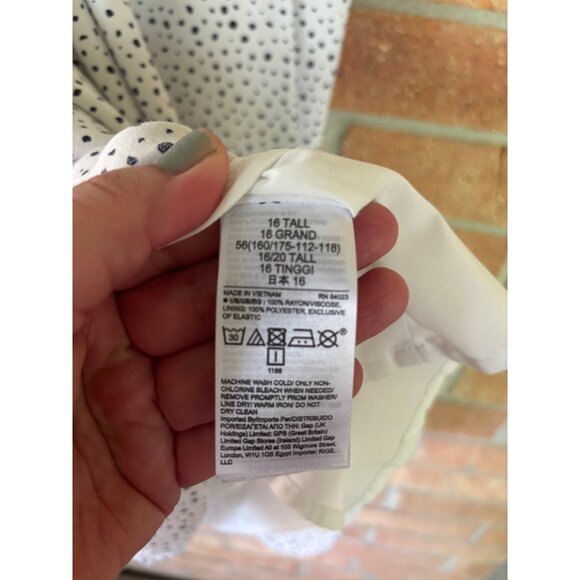 16 TALL
16 GRAND
56(160/175-112-118)
16/20 TALL
16 TINGGI
日本 16
MADE IN VIETNAM RN 54023
US/GB/EG : 100% RAYON/VISCOSE,
LINING: 100% POLYESTER, EXCLUSIVE
OF ELASTIC
30
I
1166
MACHINE WASH COLD/ ONLY NON-
CHLORINE BLEACH WHEN NEEDED/
REMOVE PROMPTLY FROM WASHER/
LINE DRY/ WARM IRON/ DO NOT
DRY CLEAN
Imported By/Importe Par/DISTRIBUIDO
POR/ΕΙΣΑΓΕΤΑΙ ΑΠΟ ΤΗΝ: Gap (UK
Holdings) Limited: GPS (Great Britain)
Limited Gap Stores (Ireland) Limited Gap
Europe Limited All at 103 Wigmore Street,
London, W1U 1QS Egypt Importer: RIGE,
LLC